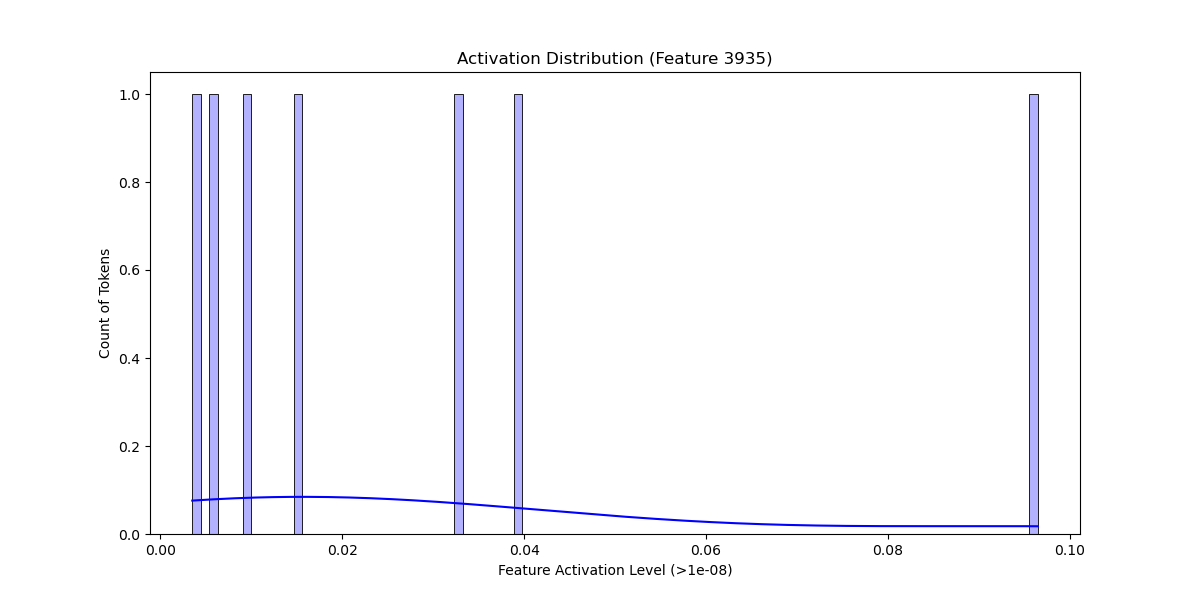 Activation Distribution (Feature 3935)
1.0
0.8
0.6
0.4
0.2
0.0
Count of Tokens
0.00 0.02 0.04 0.06 0.08 0.10
Feature Activation Level (>1e-08)